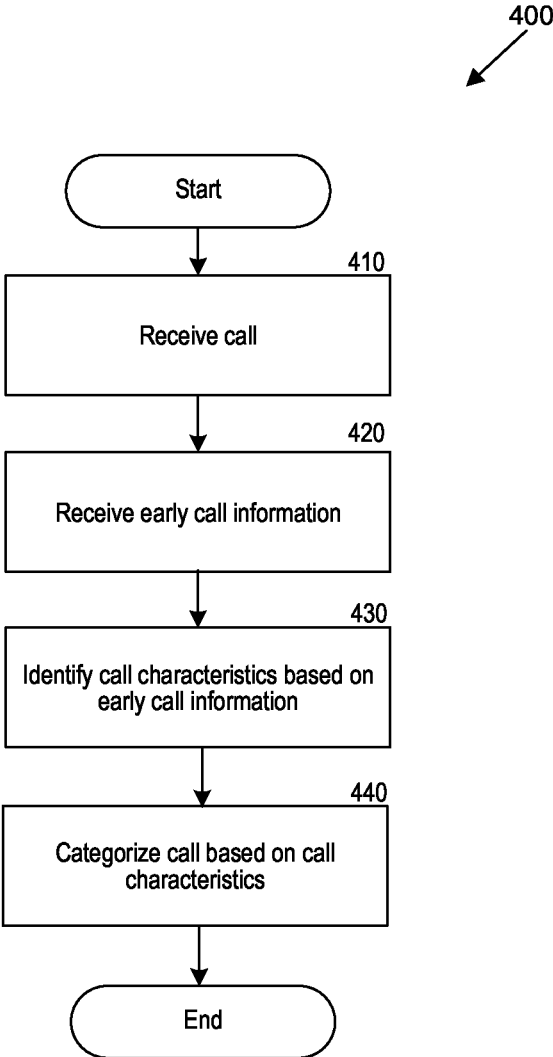 400
Start
410
Receive call
420
Receive early call information
430
Identify call characteristics based on
early call information
440
Categorize call based on call
characteristics
End